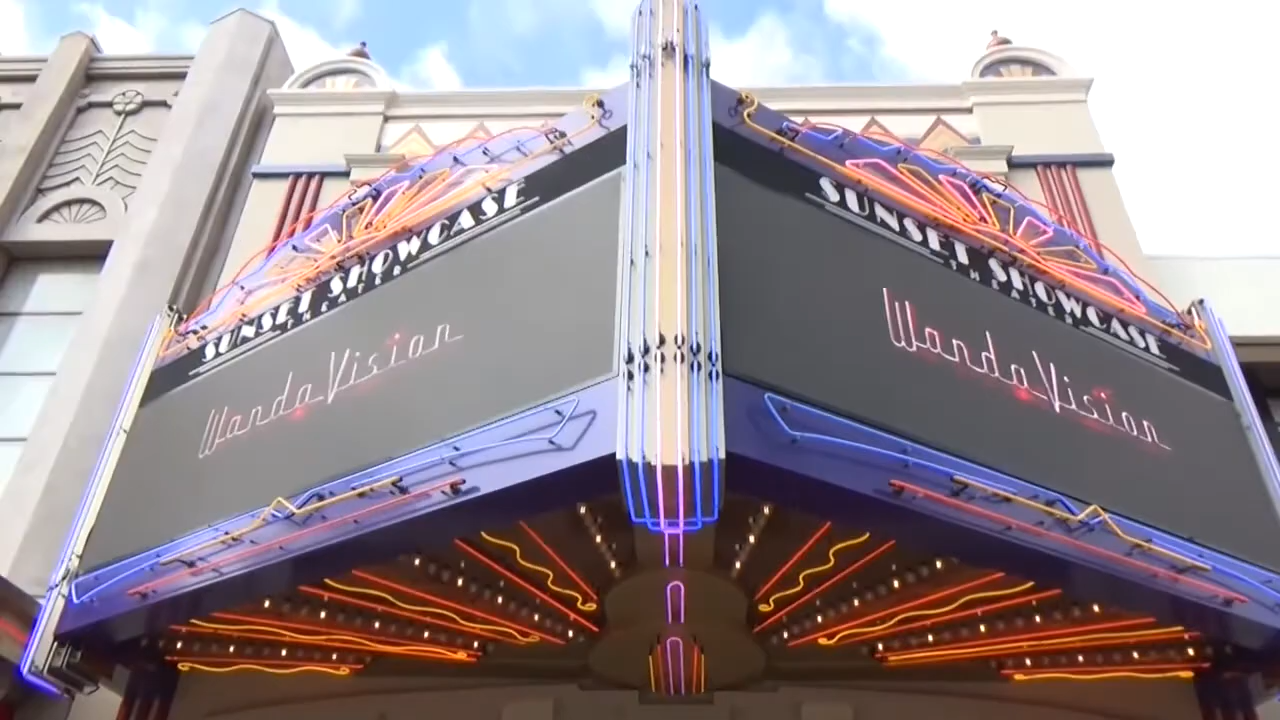 SUNSET SHOWCASE
THEATER
WandaVision
SUNSET SHOWCASE
THEATER
WandaVision